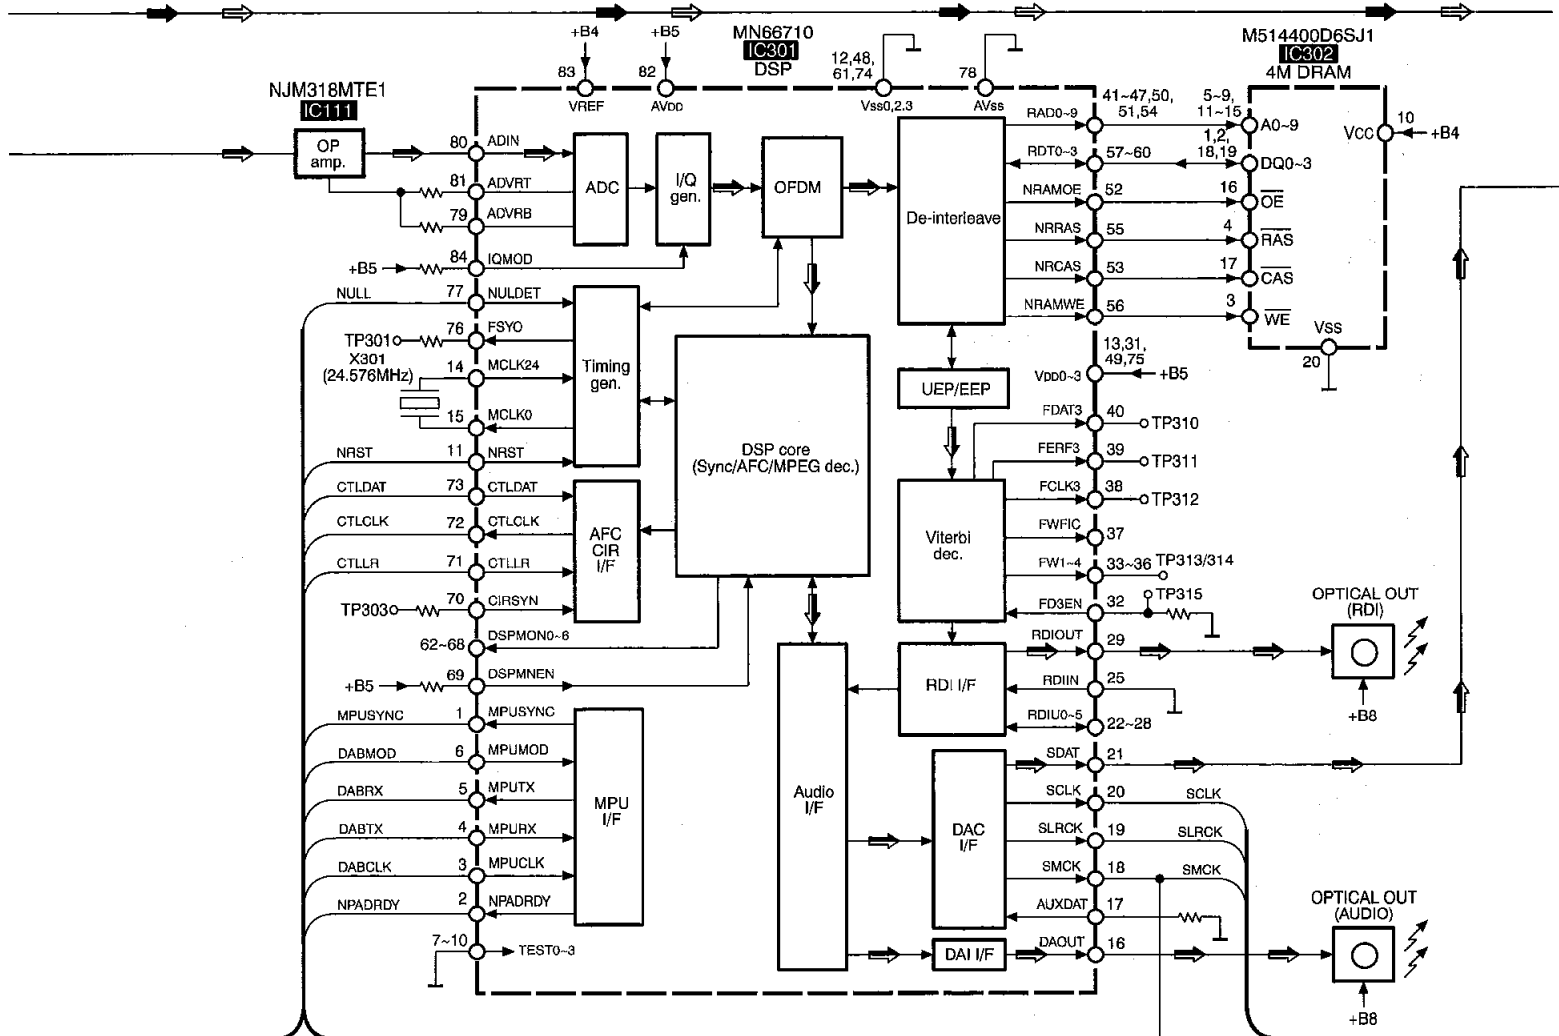 +B4
+B5
MN66710
IC301
DSP
M514400D6SJ1
IC302
4M DRAM
NJM318MTE1
IC111
OP
amp.
83
VREF
82
AVDD
12,48,
61,74
VSS0,2.3
78
AVSS
41~47,50,
51,54
5~9,
11~15
1,2,
18,19
RAD0~9
A0~9
VCC
10
+B4
RDT0~3
57~60
DQ0~3
NRAMOE
52
16
OE
NRRAS
55
4
RAS
NRCAS
53
17
CAS
NRAMWE
56
3
WE
VSS
20
80
ADIN
81
ADVRT
79
ADVRB
+B5
84
IQMOD
ADC
I/Q
gen.
OFDM
De-interleave
NULL
77
NULDET
TP301
76
FSYO
X301
(24.576MHz)
14
MCLK24
15
MCLK0
NRST
11
NRST
Timing
gen.
CTLDAT
73
CTLDAT
CTLCLK
72
CTLCLK
CTLLR
71
CTLLR
TP303
70
CIRSYN
AFC
CIR
I/F
DSP core
(Sync/AFC/MPEG dec.)
62~68
DSPMON0~6
+B5
69
DSPMNEN
UEP/EEP
13,31,
49,75
VDD0~3
+B5
FDAT3
40
TP310
FERF3
39
TP311
FCLK3
38
TP312
FWFIC
37
FW1~4
33~36
TP313/314
FD3EN
32
TP315
Viterbi
dec.
RDIOUT
29
RDIIN
25
RDIU0~5
22~28
RDI I/F
OPTICAL OUT
(RDI)
+B8
MPUSYNC
1
MPUSYNC
DABMOD
6
MPUMOD
DABRX
5
MPUTX
DABTX
4
MPURX
DABCLK
3
MPUCLK
NPADRDY
2
NPADRDY
7~10
TEST0~3
MPU
I/F
Audio
I/F
DAC
I/F
DAI I/F
SDAT
21
SCLK
20
SCLK
SLRCK
19
SLRCK
SMCK
18
SMCK
AUXDAT
17
DAOUT
16
OPTICAL OUT
(AUDIO)
+B8